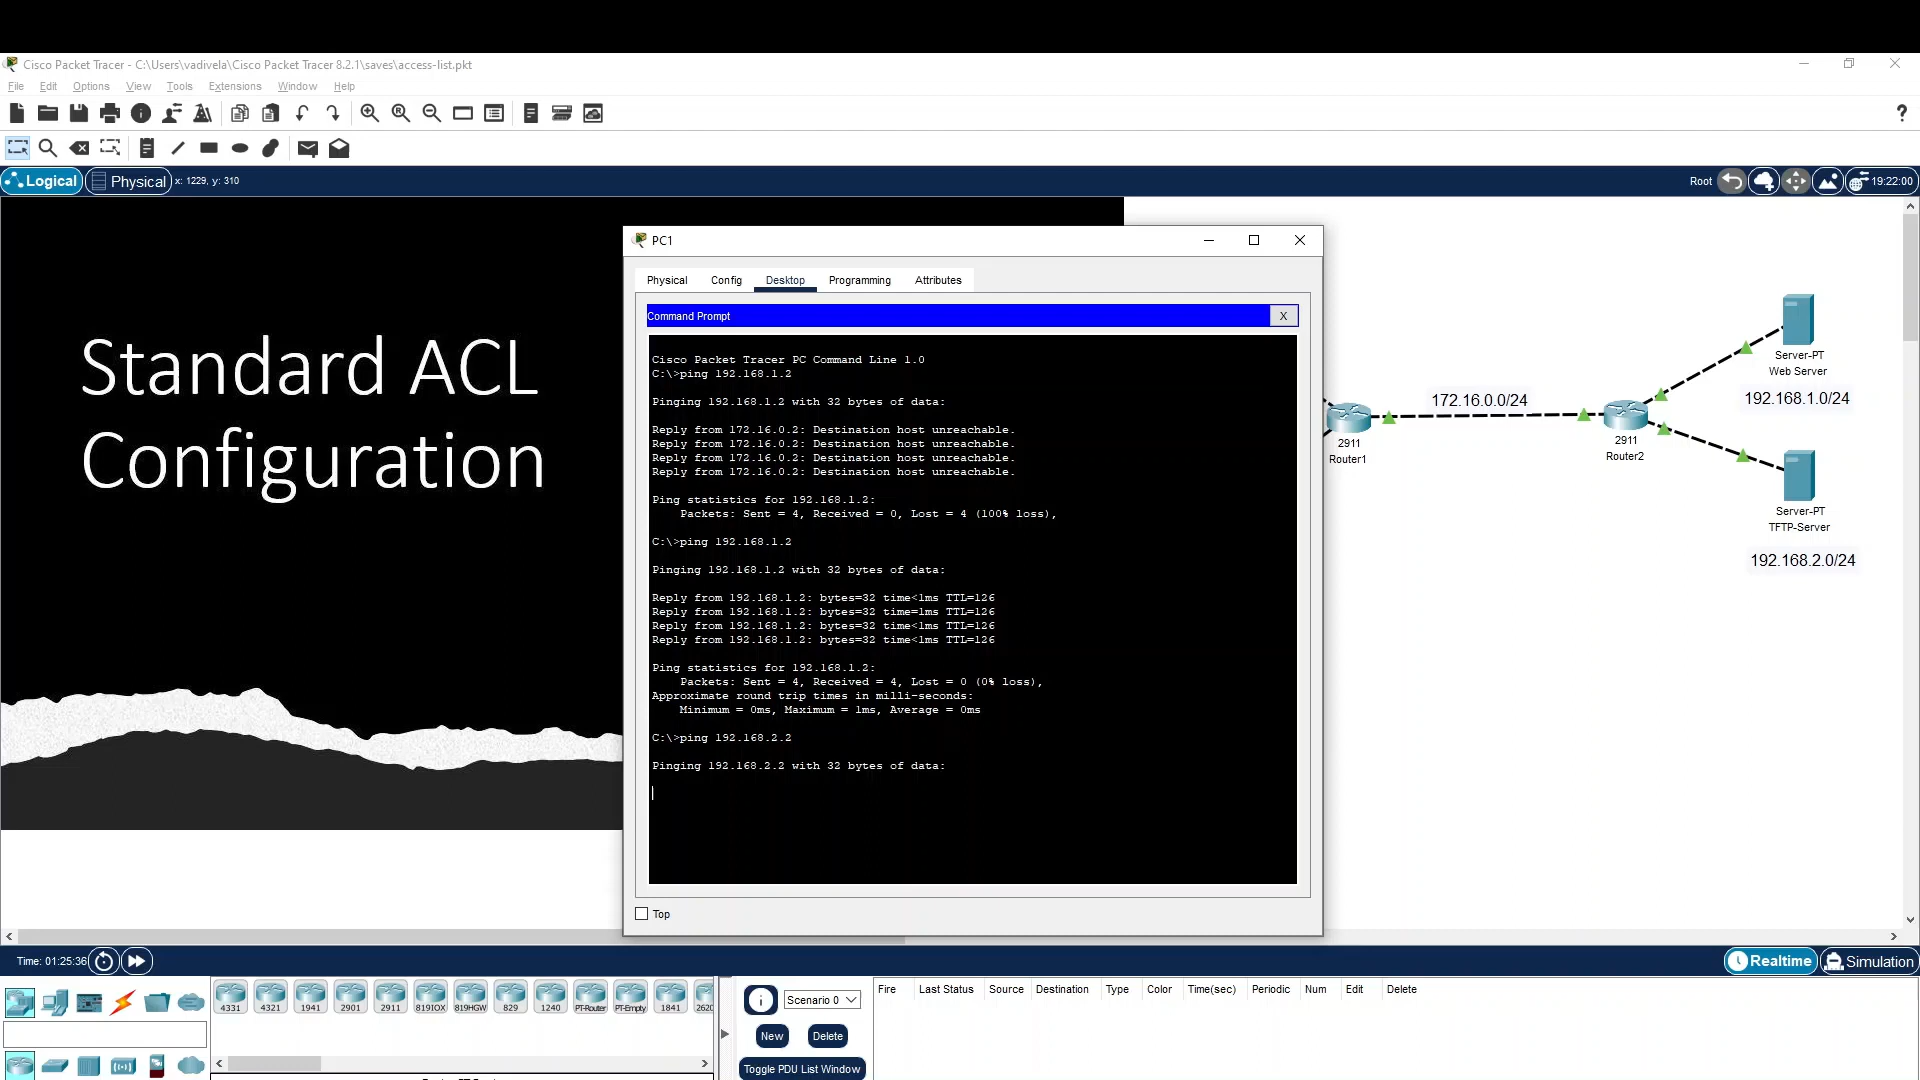 Cisco Packet Tracer - C:\Users\vadivela\Cisco Packet Tracer 8.2.1\saves\access-list.pkt
File Edit Options View Tools Extensions Window Help
?
Logical Physical x: 1229, y: 310 Root 19:22:00
Standard ACL
Configuration
PC1
Physical Config Desktop Programming Attributes
Command Prompt X
Cisco Packet Tracer PC Command Line 1.0
C:\>ping 192.168.1.2
Pinging 192.168.1.2 with 32 bytes of data:
Reply from 172.16.0.2: Destination host unreachable.
Reply from 172.16.0.2: Destination host unreachable.
Reply from 172.16.0.2: Destination host unreachable.
Reply from 172.16.0.2: Destination host unreachable.
Ping statistics for 192.168.1.2:
Packets: Sent = 4, Received = 0, Lost = 4 (100% loss),
C:\>ping 192.168.1.2
Pinging 192.168.1.2 with 32 bytes of data:
Reply from 192.168.1.2: bytes=32 time<1ms TTL=126
Reply from 192.168.1.2: bytes=32 time=1ms TTL=126
Reply from 192.168.1.2: bytes=32 time<1ms TTL=126
Reply from 192.168.1.2: bytes=32 time<1ms TTL=126
Ping statistics for 192.168.1.2:
Packets: Sent = 4, Received = 4, Lost = 0 (0% loss),
Approximate round trip times in milli-seconds:
Minimum = 0ms, Maximum = 1ms, Average = 0ms
C:\>ping 192.168.2.2
Pinging 192.168.2.2 with 32 bytes of data:
Top
2911
Router1
172.16.0.0/24
2911
Router2
Server-PT
Web Server
192.168.1.0/24
Server-PT
TFTP-Server
192.168.2.0/24
Time: 01:25:36 Realtime Simulation
4331 4321 1941 2901 2911 819IOX 819HGW 829 1240 PT-Router PT-Empty 1841 2620
Scenario 0
New Delete
Toggle PDU List Window
Fire Last Status Source Destination Type Color Time(sec) Periodic Num Edit Delete